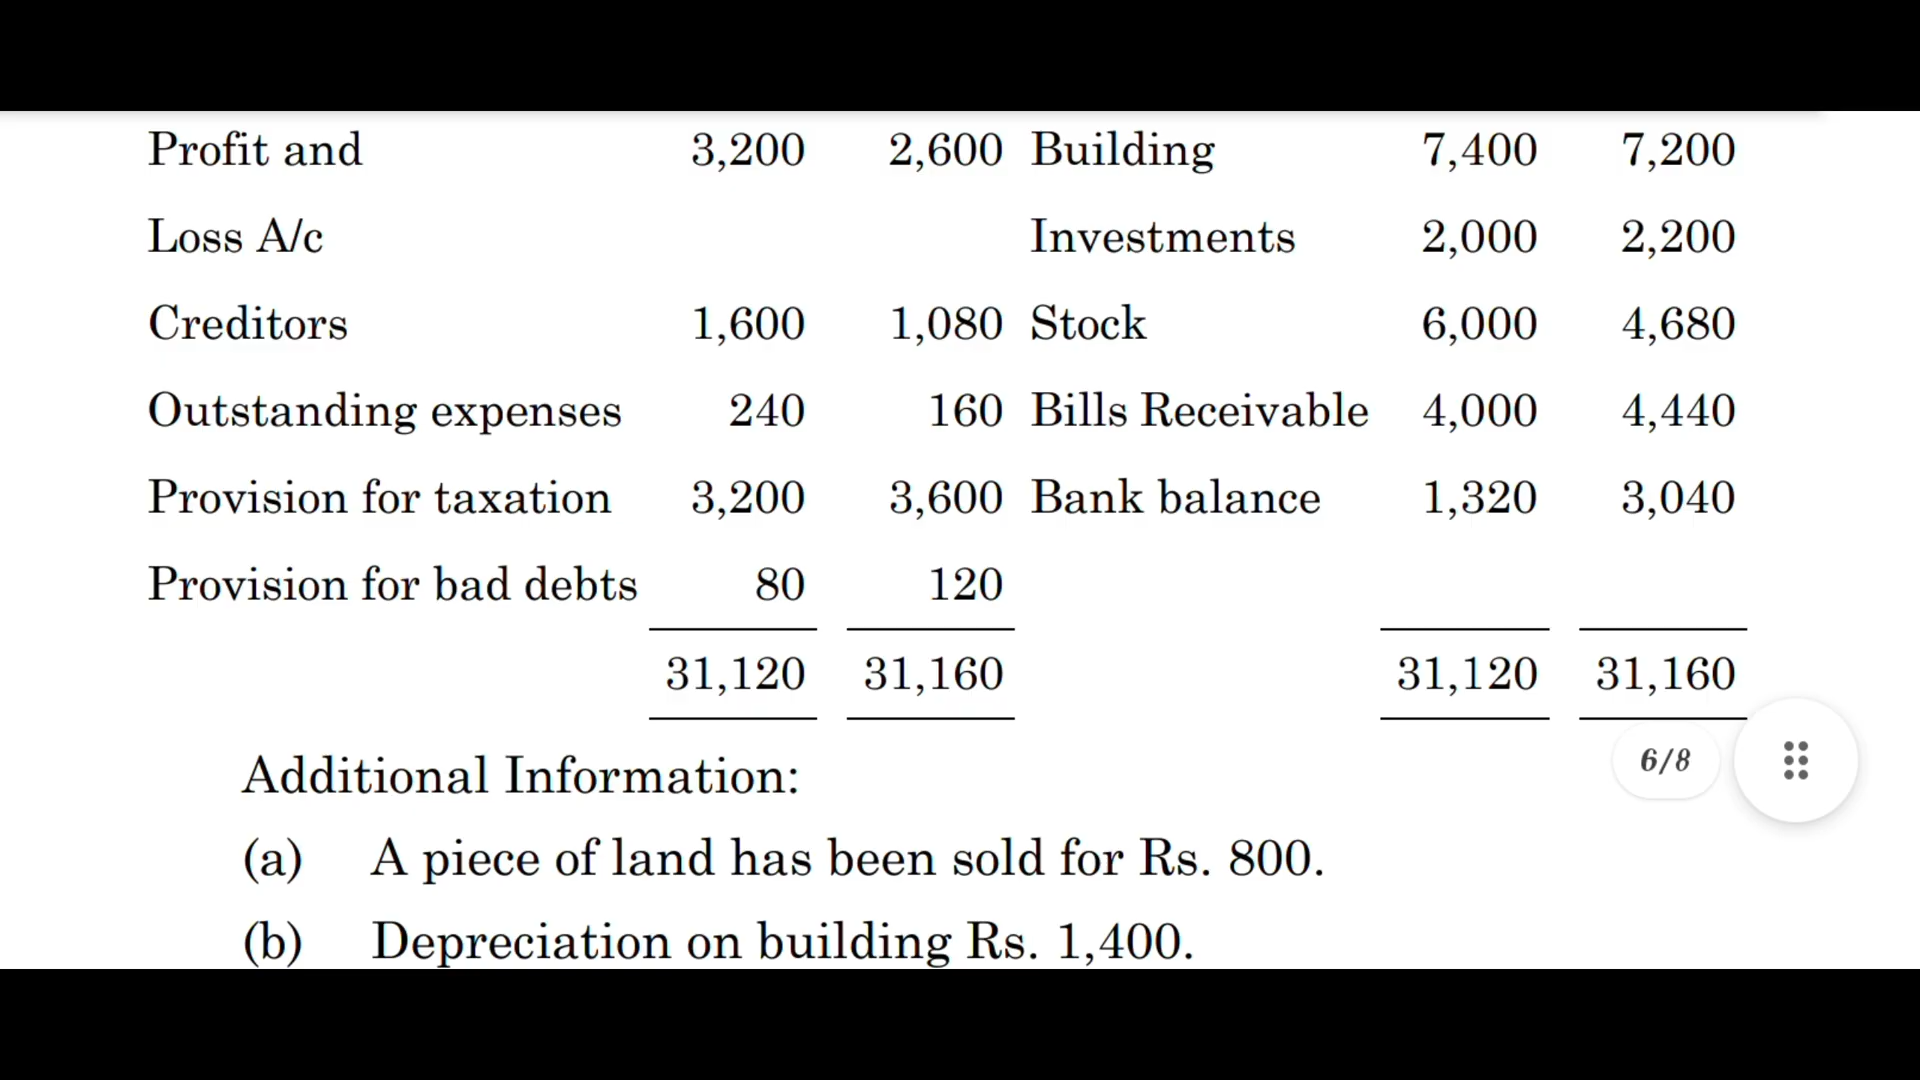 Profit and 3,200 2,600 Building 7,400 7,200
Loss A/c Investments 2,000 2,200
Creditors 1,600 1,080 Stock 6,000 4,680
Outstanding expenses 240 160 Bills Receivable 4,000 4,440
Provision for taxation 3,200 3,600 Bank balance 1,320 3,040
Provision for bad debts 80 120
31,120 31,160 31,120 31,160
6/8
Additional Information:
(a) A piece of land has been sold for Rs. 800.
(b) Depreciation on building Rs. 1,400.